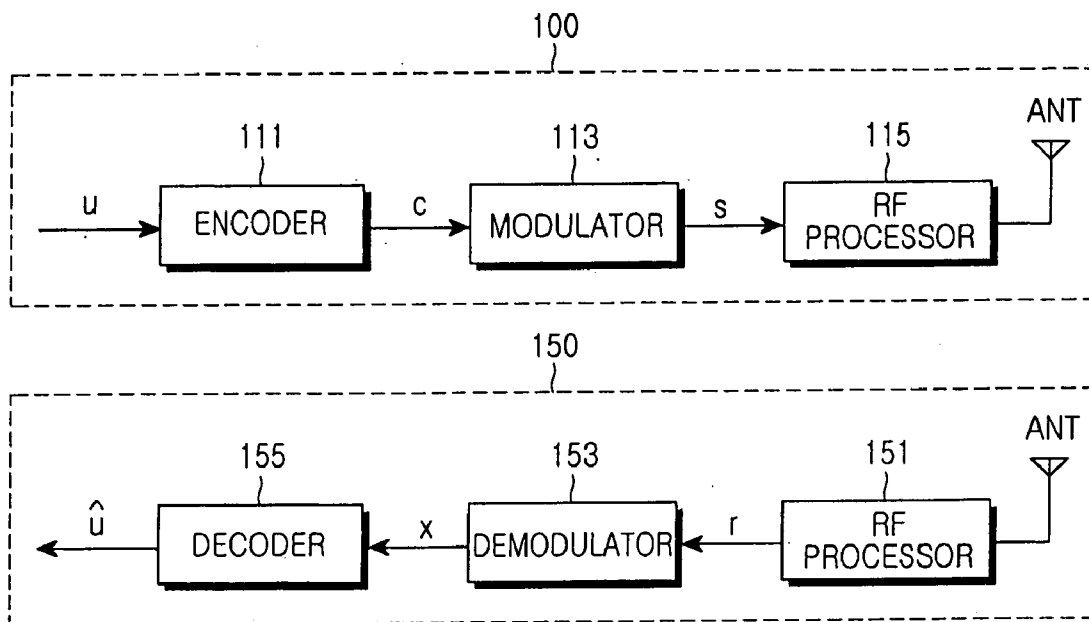 100
ANT
111
113
115
u
ENCODER
c
MODULATOR
s
RF
PROCESSOR
150
ANT
155
153
151
û
DECODER
x
DEMODULATOR
r
RF
PROCESSOR